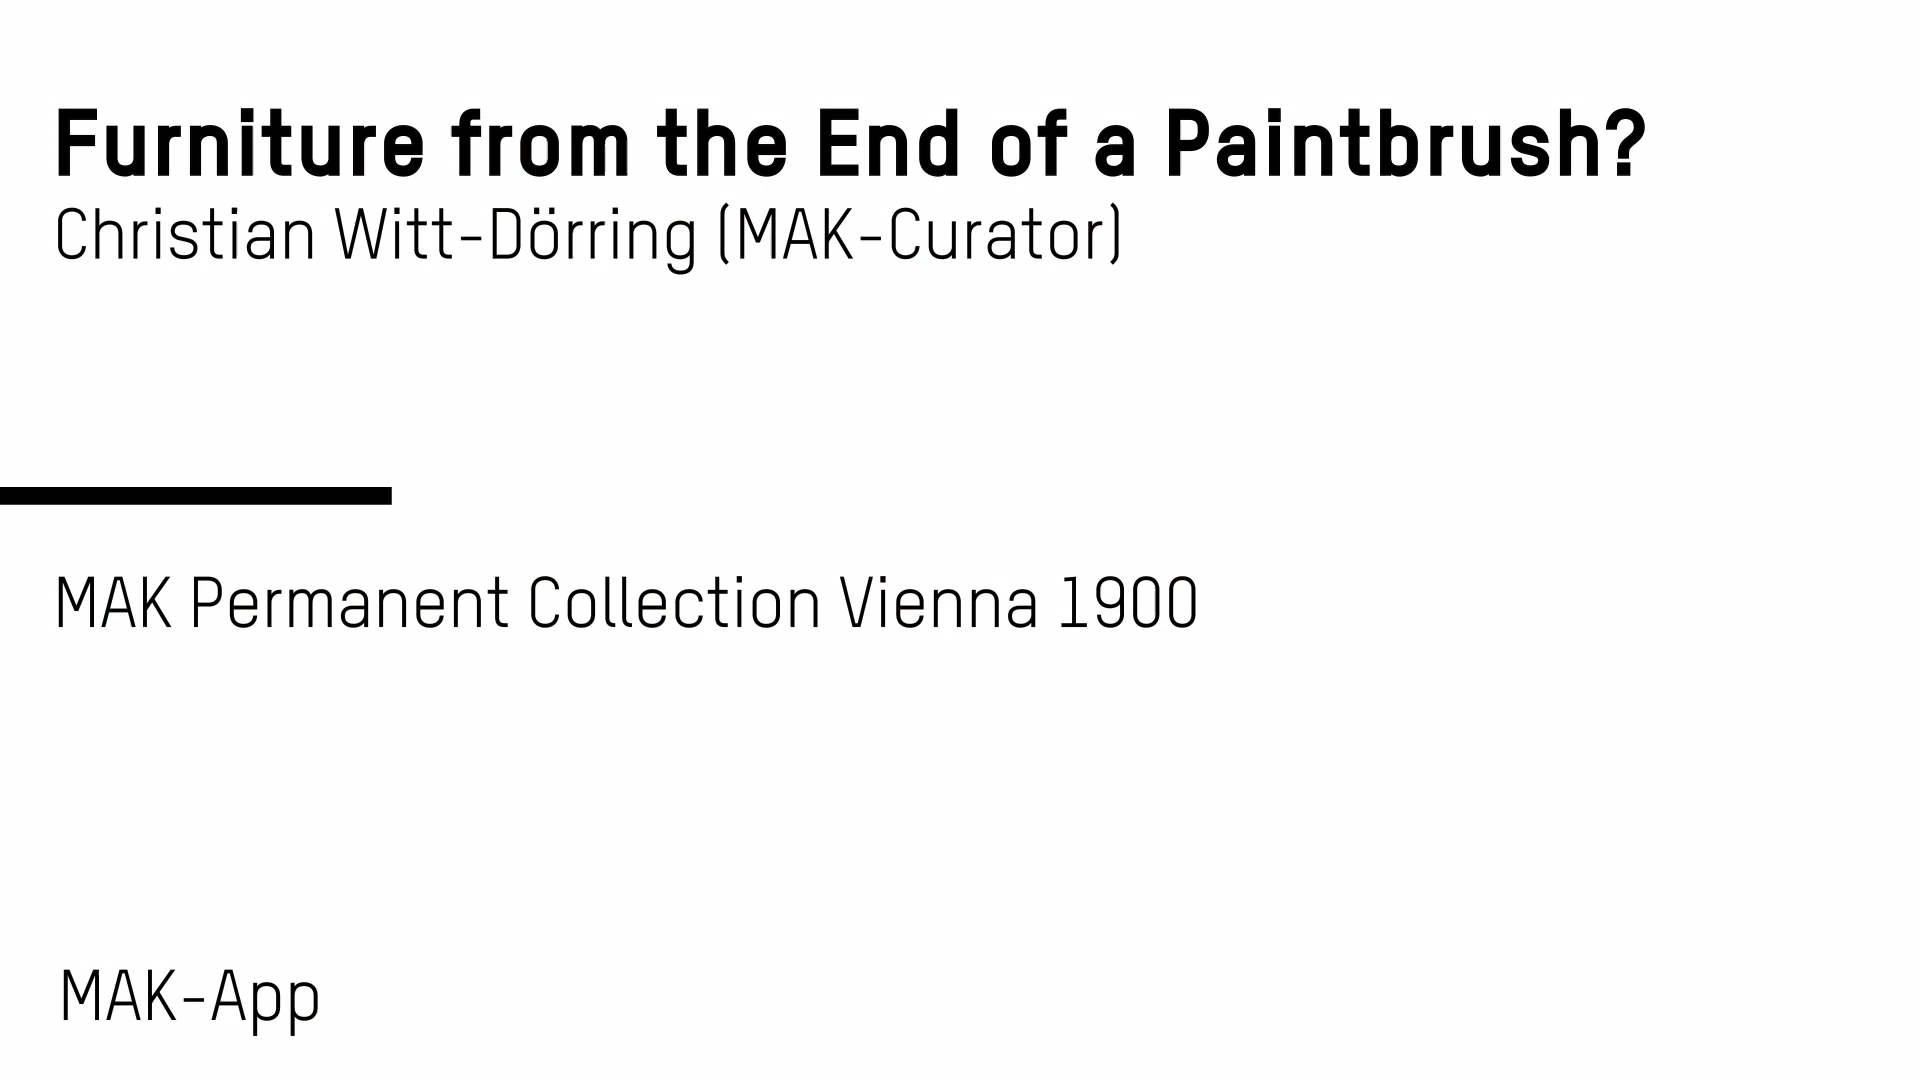 Furniture from the End of a Paintbrush?
Christian Witt-Dörring (MAK-Curator)
MAK Permanent Collection Vienna 1900
MAK-App